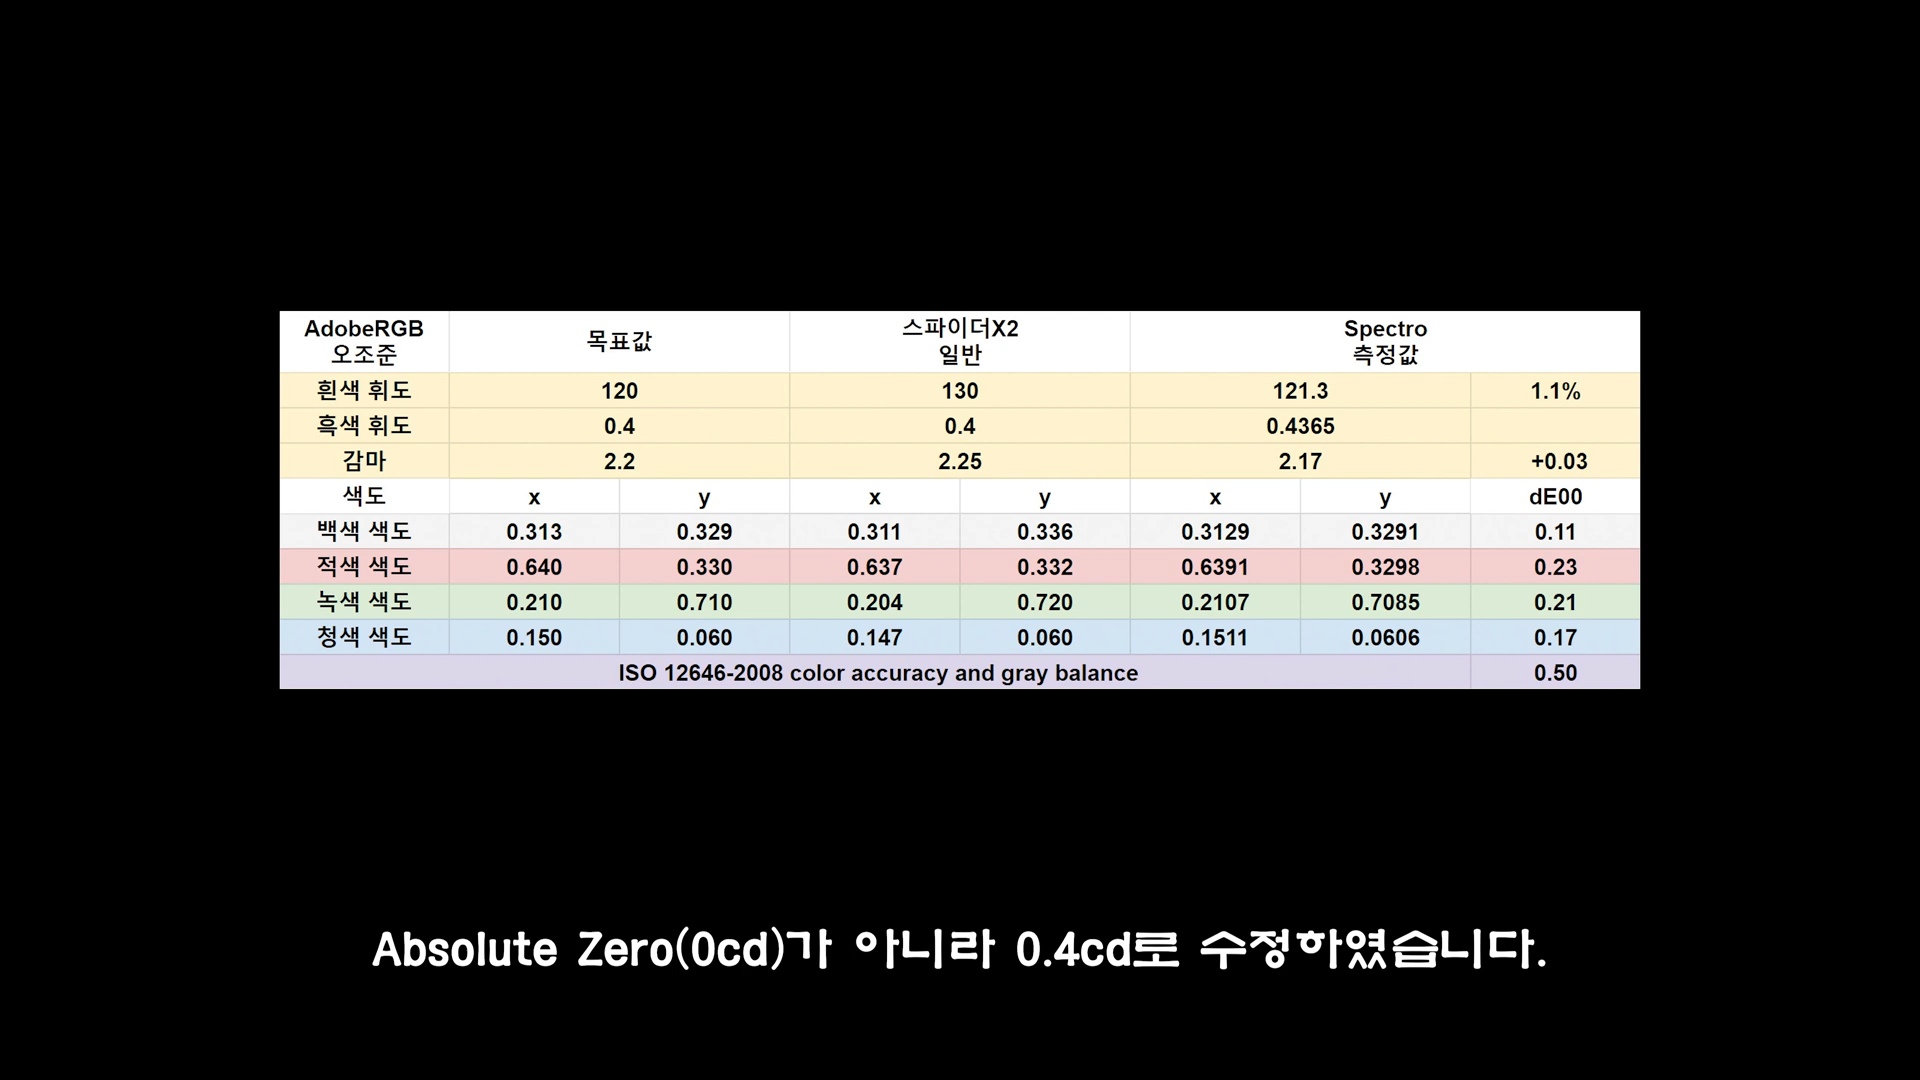 AdobeRGB 오조준 목표값 스파이더X2 일반 Spectro 측정값
흰색 휘도 120 130 121.3 1.1%
흑색 휘도 0.4 0.4 0.4365
감마 2.2 2.25 2.17 +0.03
색도 x y x y x y dE00
백색 색도 0.313 0.329 0.311 0.336 0.3129 0.3291 0.11
적색 색도 0.640 0.330 0.637 0.332 0.6391 0.3298 0.23
녹색 색도 0.210 0.710 0.204 0.720 0.2107 0.7085 0.21
청색 색도 0.150 0.060 0.147 0.060 0.1511 0.0606 0.17
ISO 12646-2008 color accuracy and gray balance 0.50
Absolute Zero(0cd)가 아니라 0.4cd로 수정하였습니다.